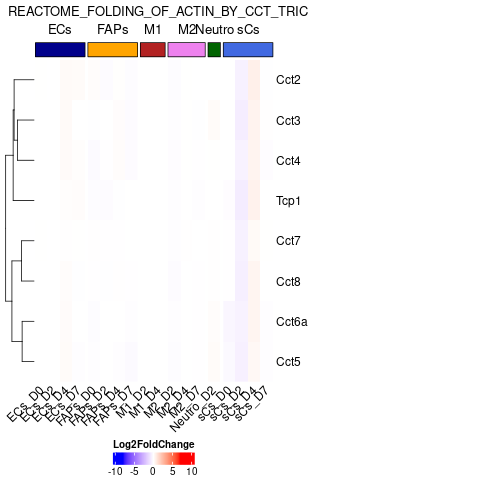 REACTOME_FOLDING_OF_ACTIN_BY_CCT_TRIC
ECs FAPs M1 M2 Neutro sCs
Cct2
Cct3
Cct4
Tcp1
Cct7
Cct8
Cct6a
Cct5
ECs_D0
ECs_D2
ECs_D4
ECs_D7
FAPs_D0
FAPs_D2
FAPs_D4
FAPs_D7
M1_D2
M1_D4
M2_D2
M2_D4
M2_D7
Neutro_D2
sCs_D0
sCs_D2
sCs_D4
sCs_D7
Log2FoldChange
-10 -5 0 5 10